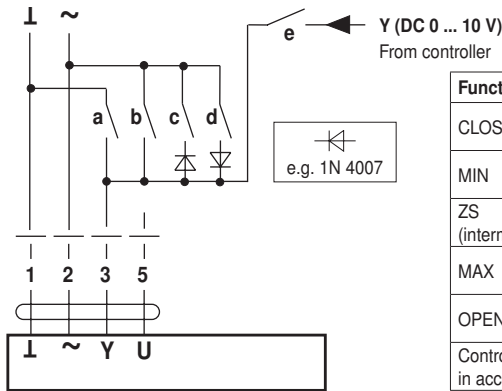 ⊥ ~
e
Y (DC 0 ... 10 V)
From controller
a b c d
e.g. 1N 4007
1 2 3 5
⊥ ~ Y U
Funct
CLOS
MIN
ZS
(intern
MAX
OPEN
Contro
in acc